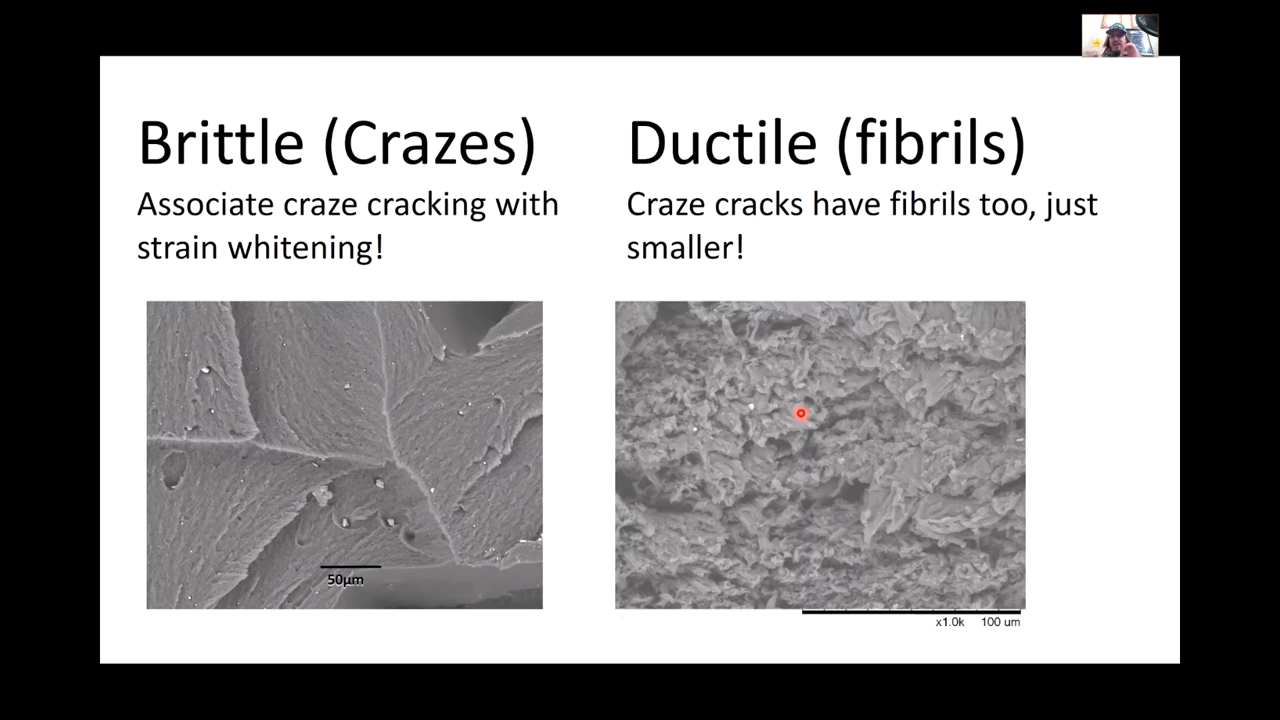 Brittle (Crazes)
Associate craze cracking with
strain whitening!
Ductile (fibrils)
Craze cracks have fibrils too, just
smaller!
50µm
x1.0k 100 um